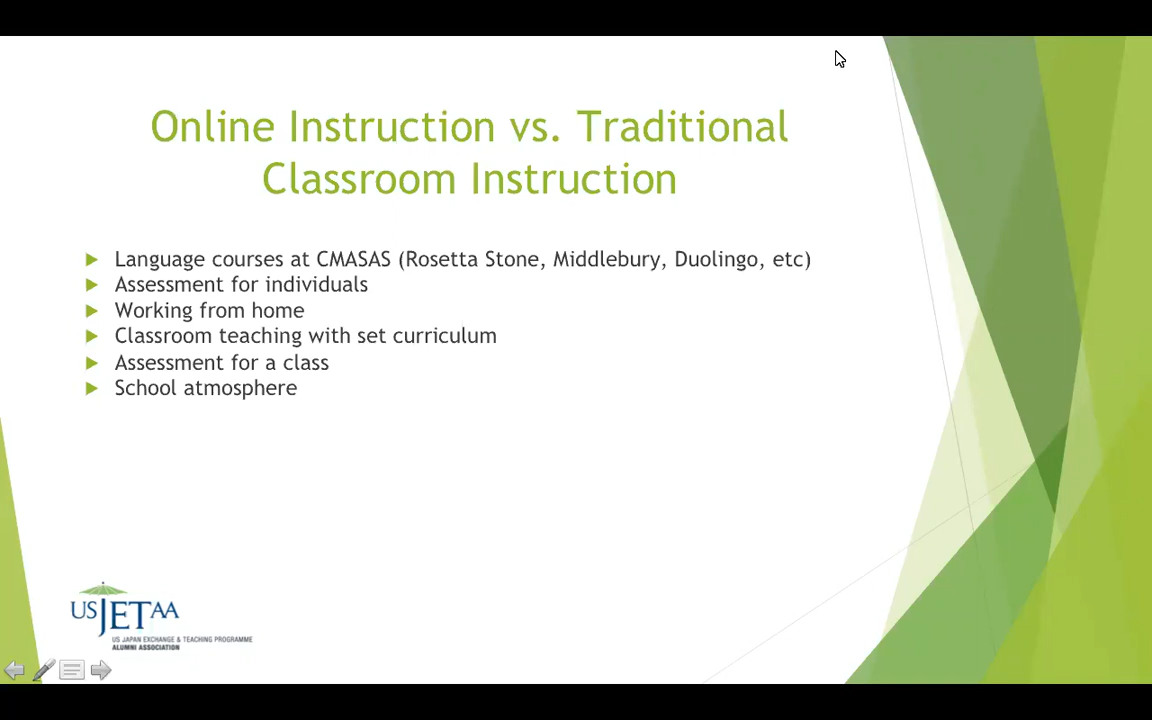 Online Instruction vs. Traditional
Classroom Instruction
Language courses at CMASAS (Rosetta Stone, Middlebury, Duolingo, etc)
Assessment for individuals
Working from home
Classroom teaching with set curriculum
Assessment for a class
School atmosphere
USJETAA
US JAPAN EXCHANGE & TEACHING PROGRAMME
ALUMNI ASSOCIATION